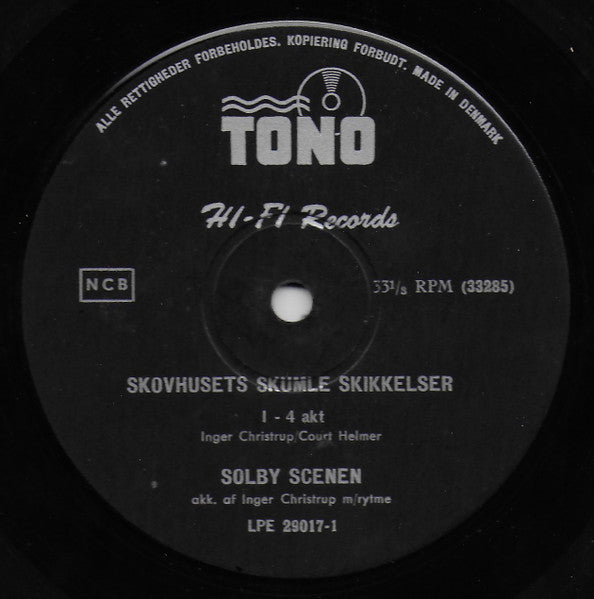 ALLE RETTIGHEDER FORBEHOLDES. KOPIERING FORBUDT. MADE IN DENMARK
TONO
HI-FI Records
NCB
33¹/₃ RPM (33285)
SKOVHUSETS SKUMLE SKIKKELSER
1 - 4 akt
Inger Christrup/Court Helmer
SOLBY SCENEN
akk. af Inger Christrup m/rytme
LPE 29017-1